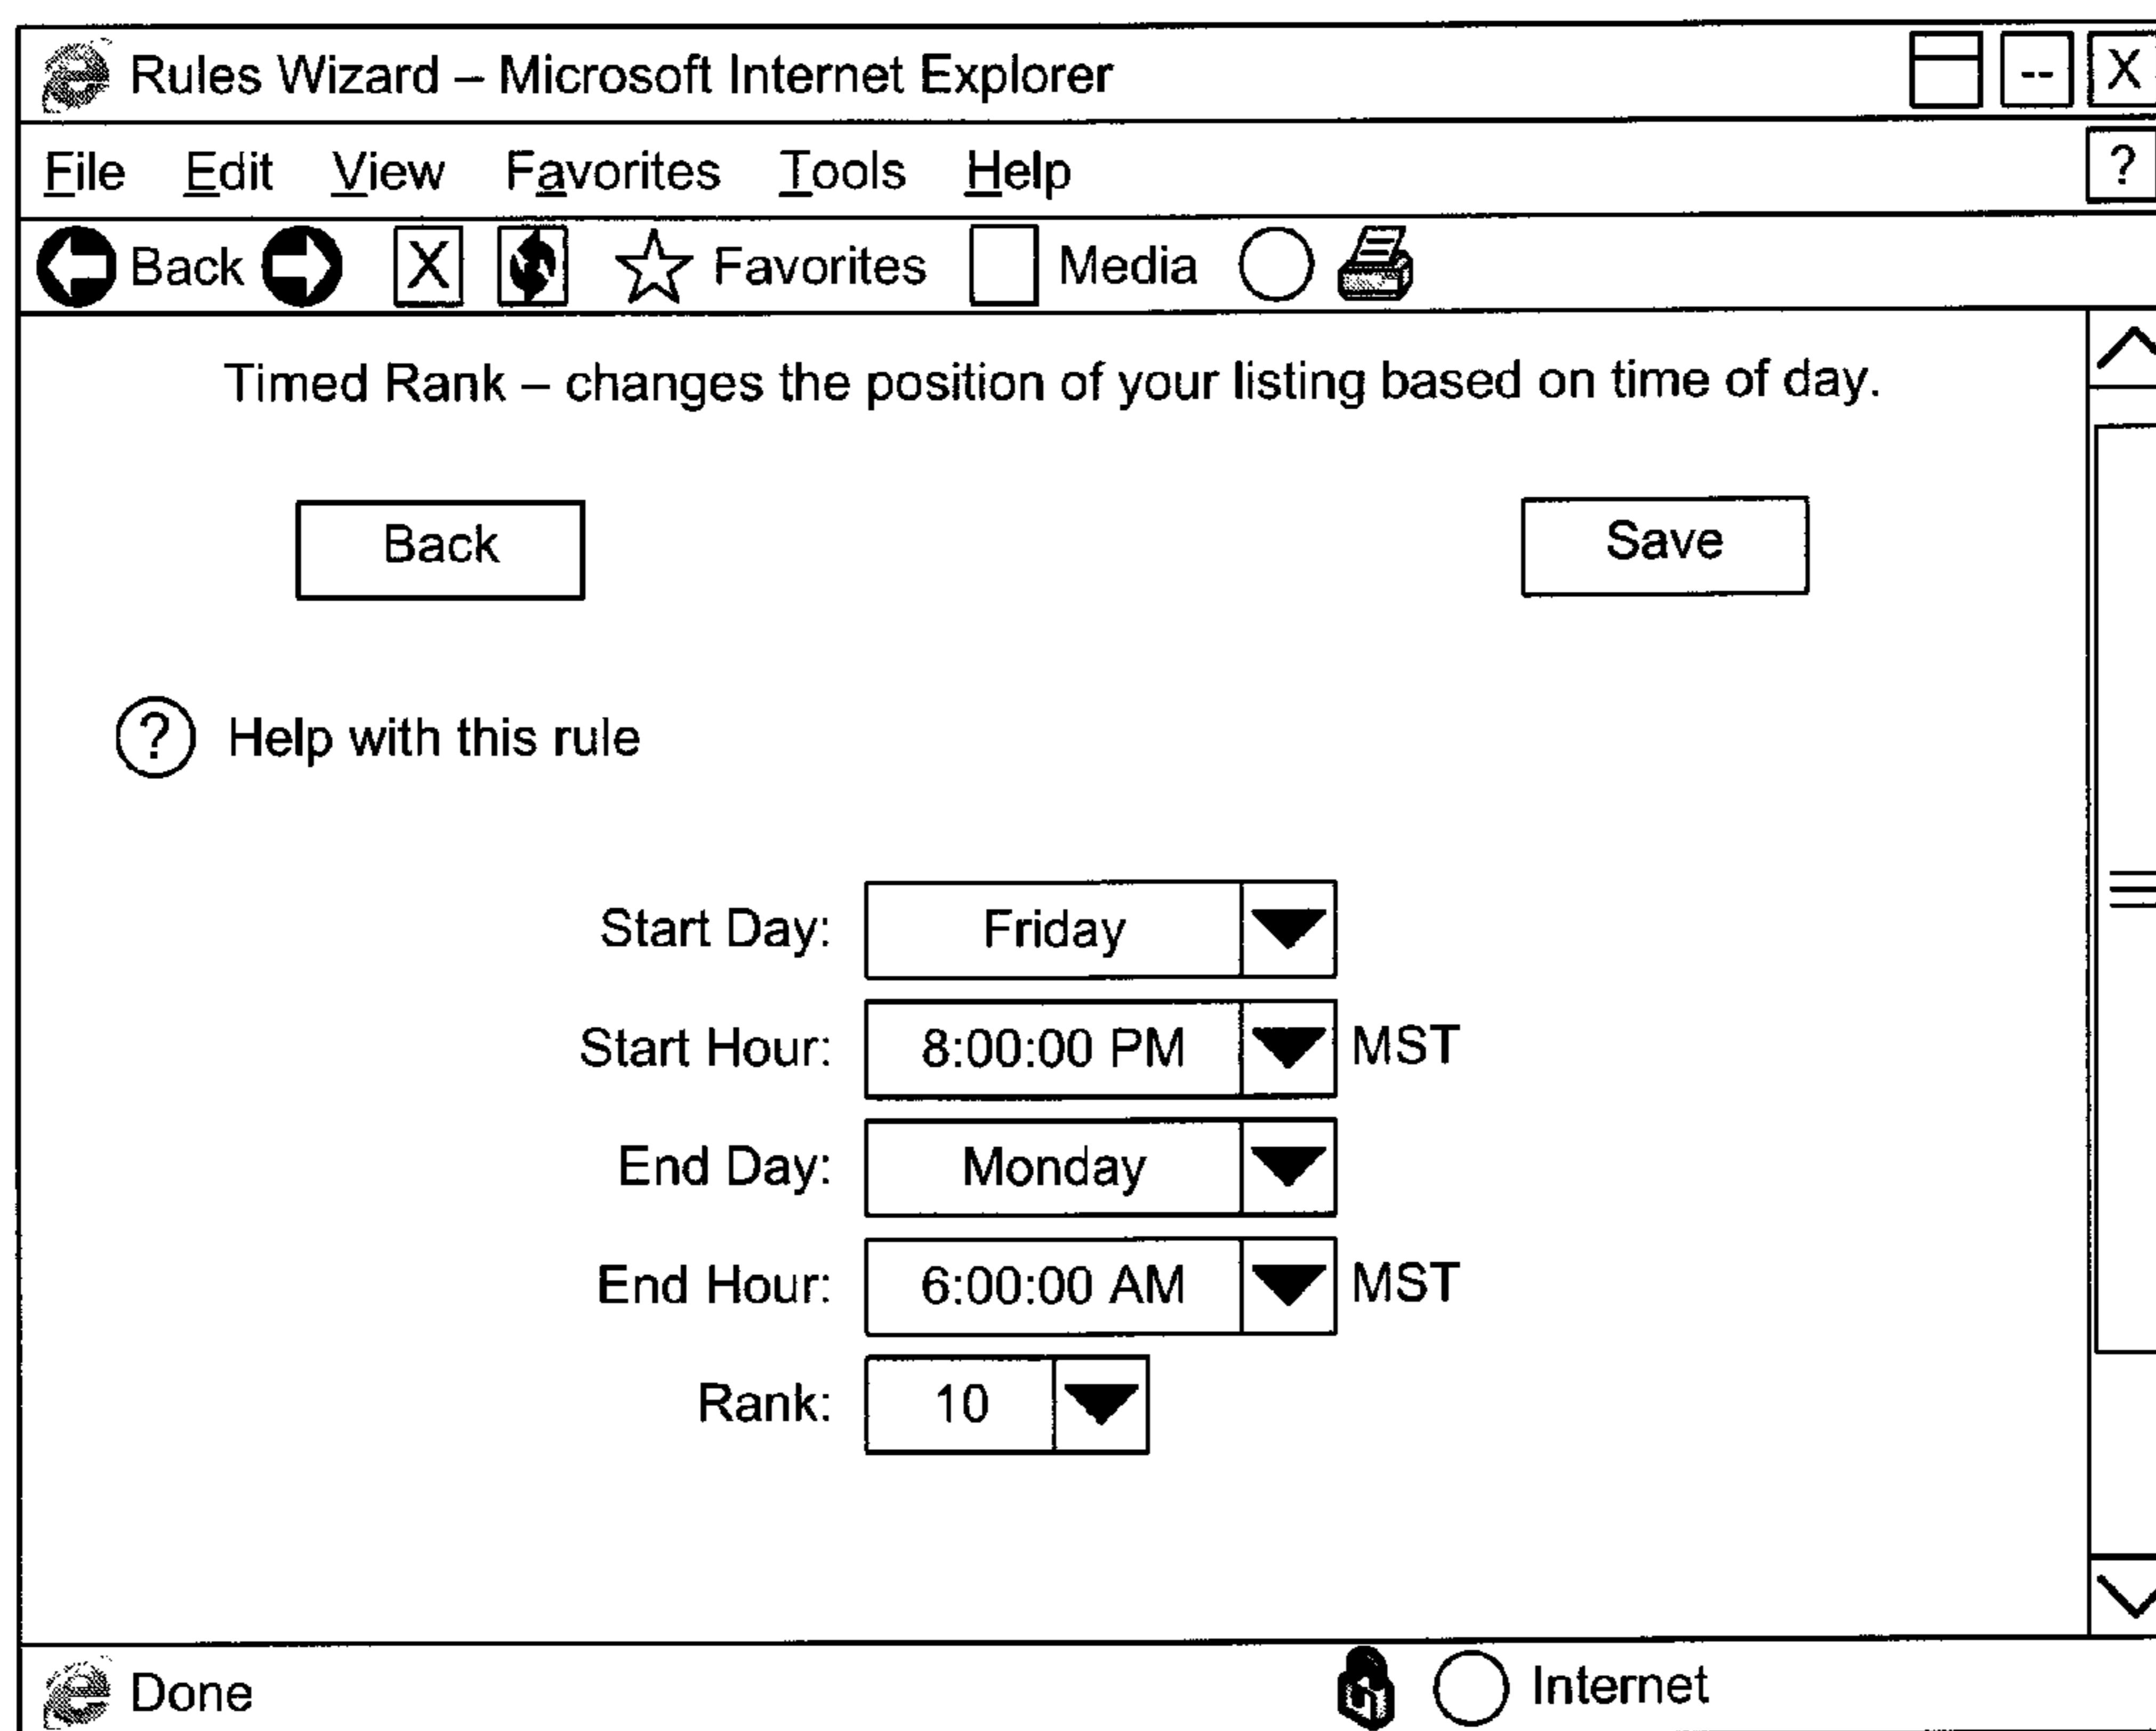 Rules Wizard – Microsoft Internet Explorer -- X
File Edit View Favorites Tools Help ?
Back X Favorites Media
Timed Rank – changes the position of your listing based on time of day.
Back Save
? Help with this rule
Start Day: Friday
Start Hour: 8:00:00 PM MST
End Day: Monday
End Hour: 6:00:00 AM MST
Rank: 10
Done Internet